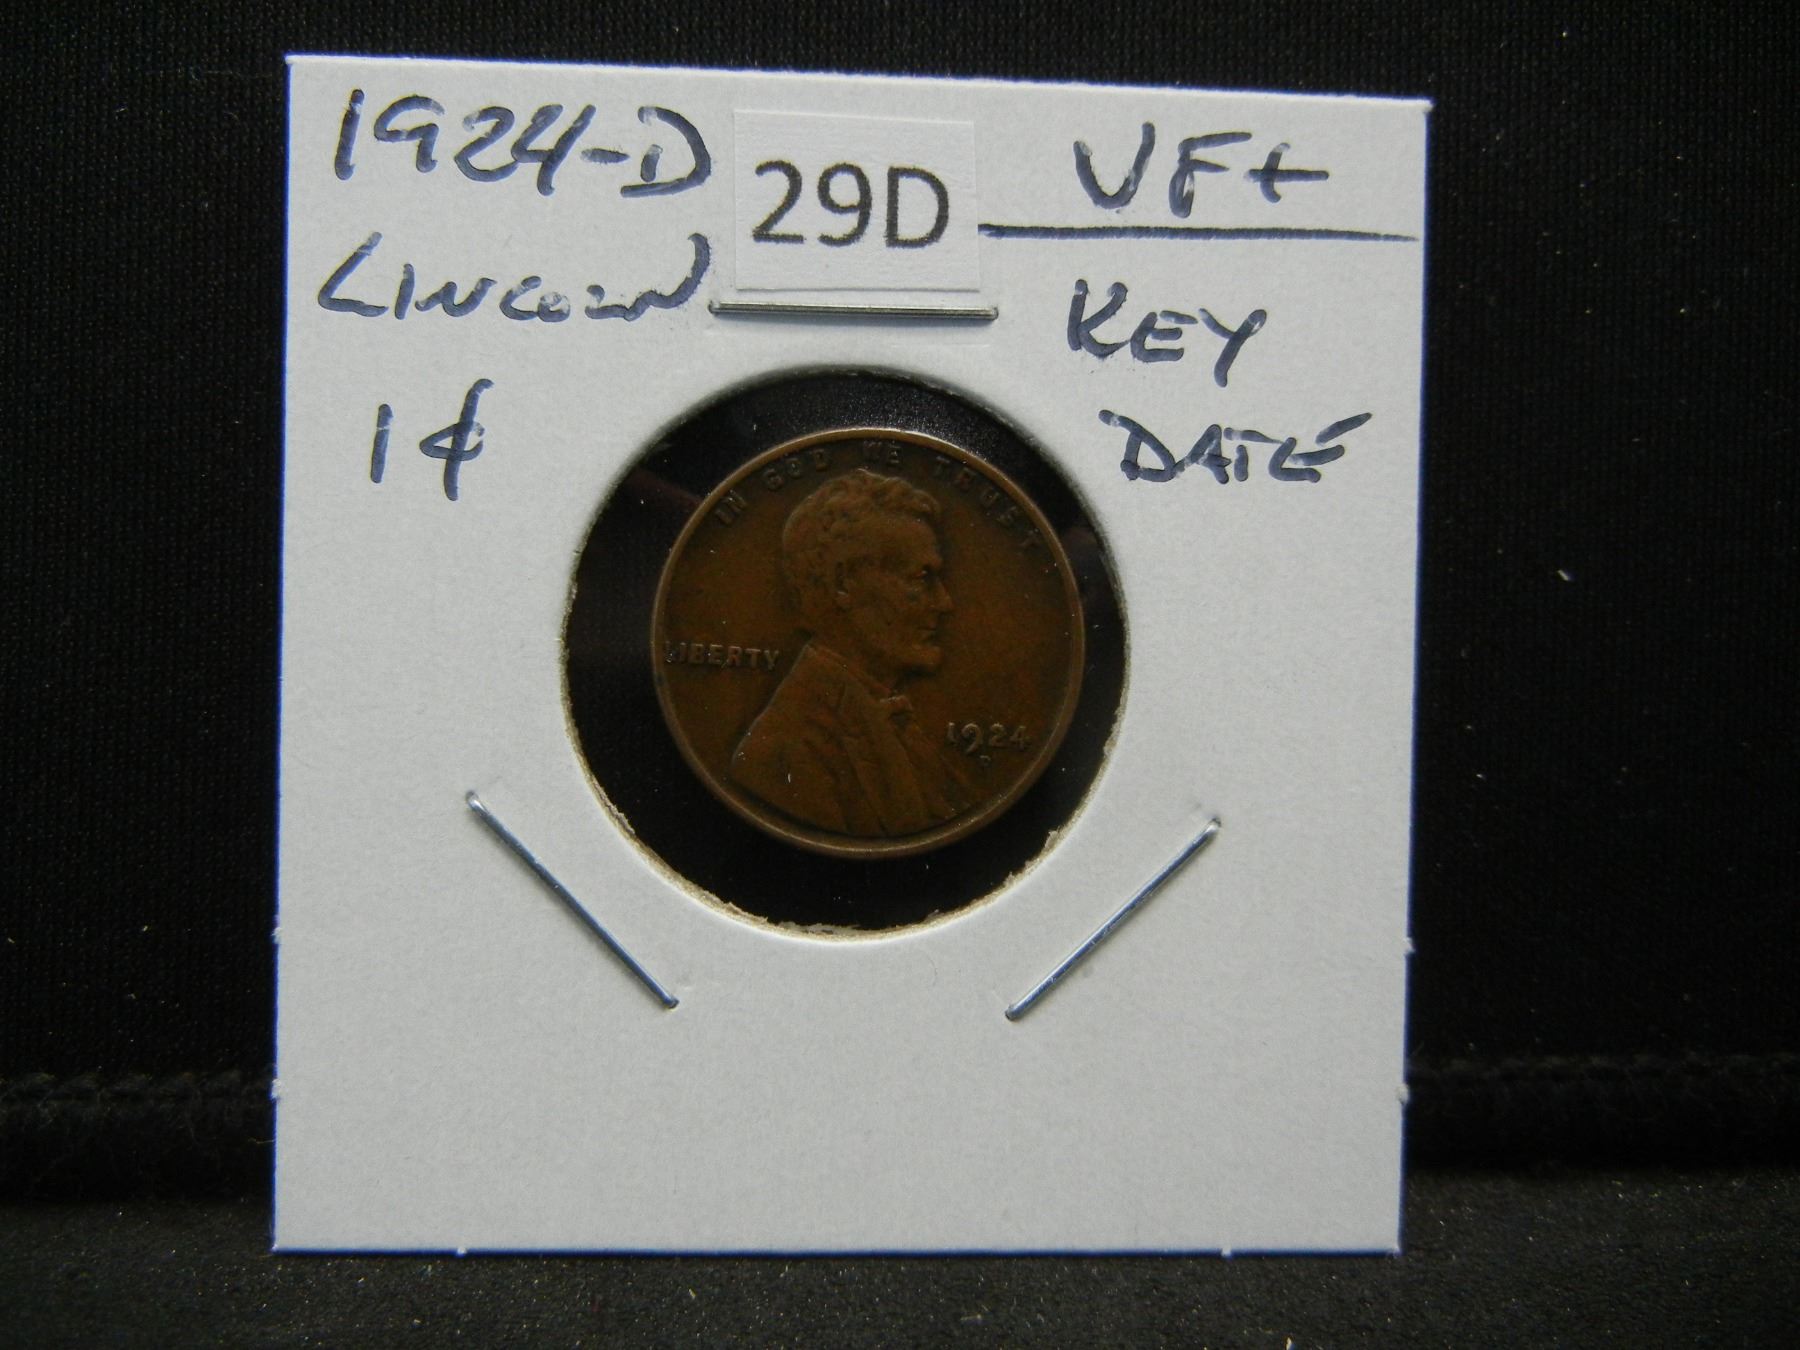 1924-D
LINCOLN
1¢
29D
VF+
KEY
DATE
IN GOD WE TRUST
LIBERTY
1924
D